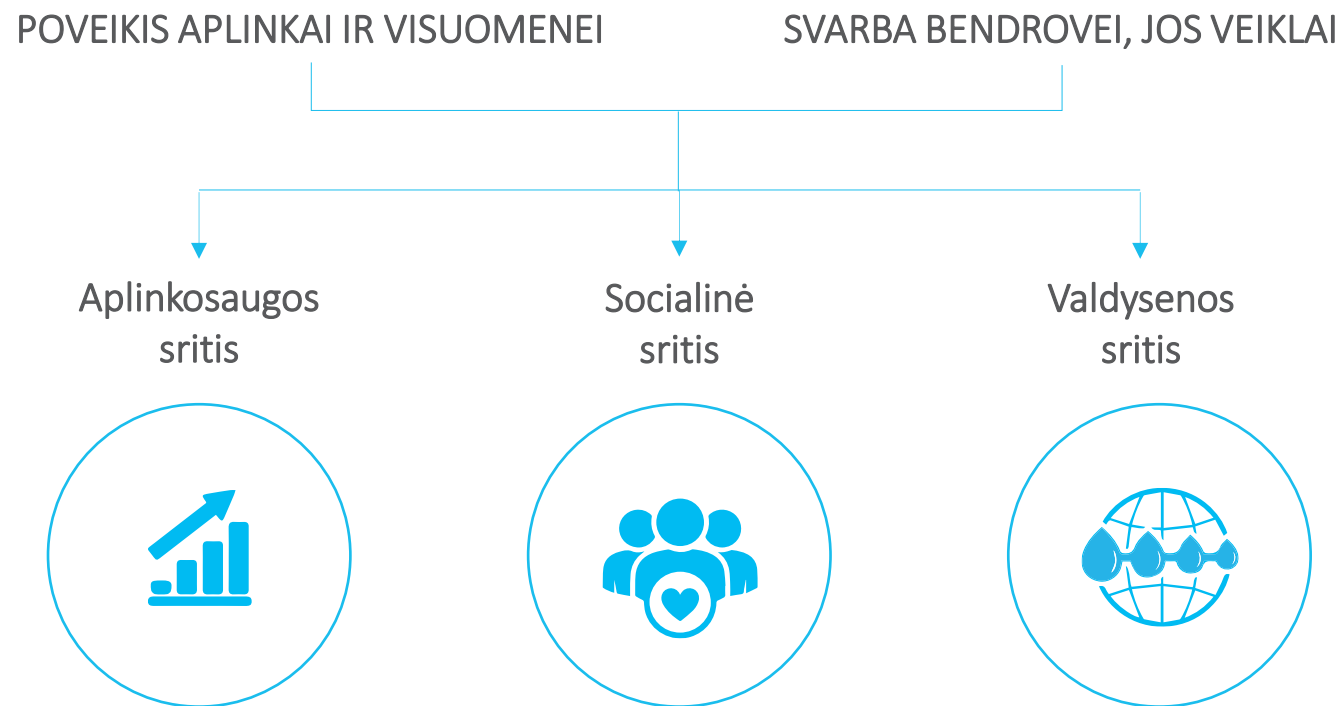 POVEIKIS APLINKAI IR VISUOMENEI
SVARBA BENDROVEI, JOS VEIKLAI
Aplinkosaugos
sritis
Socialinė
sritis
Valdysenos
sritis